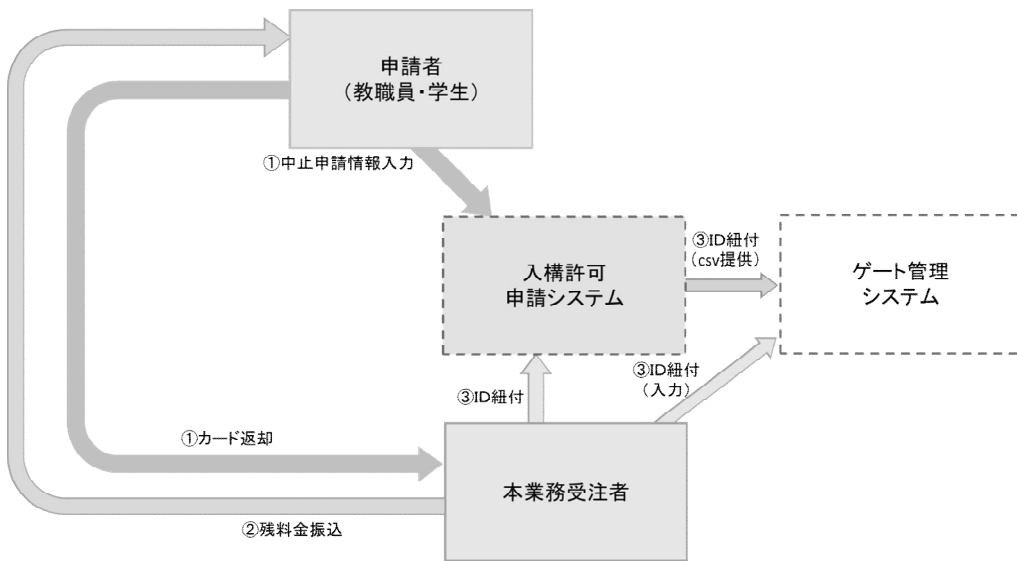 申請者
（教職員・学生）
①中止申請情報入力
入構許可
申請システム
③ID紐付
（csv提供）
ゲート管理
システム
③ID紐付
③ID紐付
（入力）
①カード返却
本業務受注者
②残料金振込